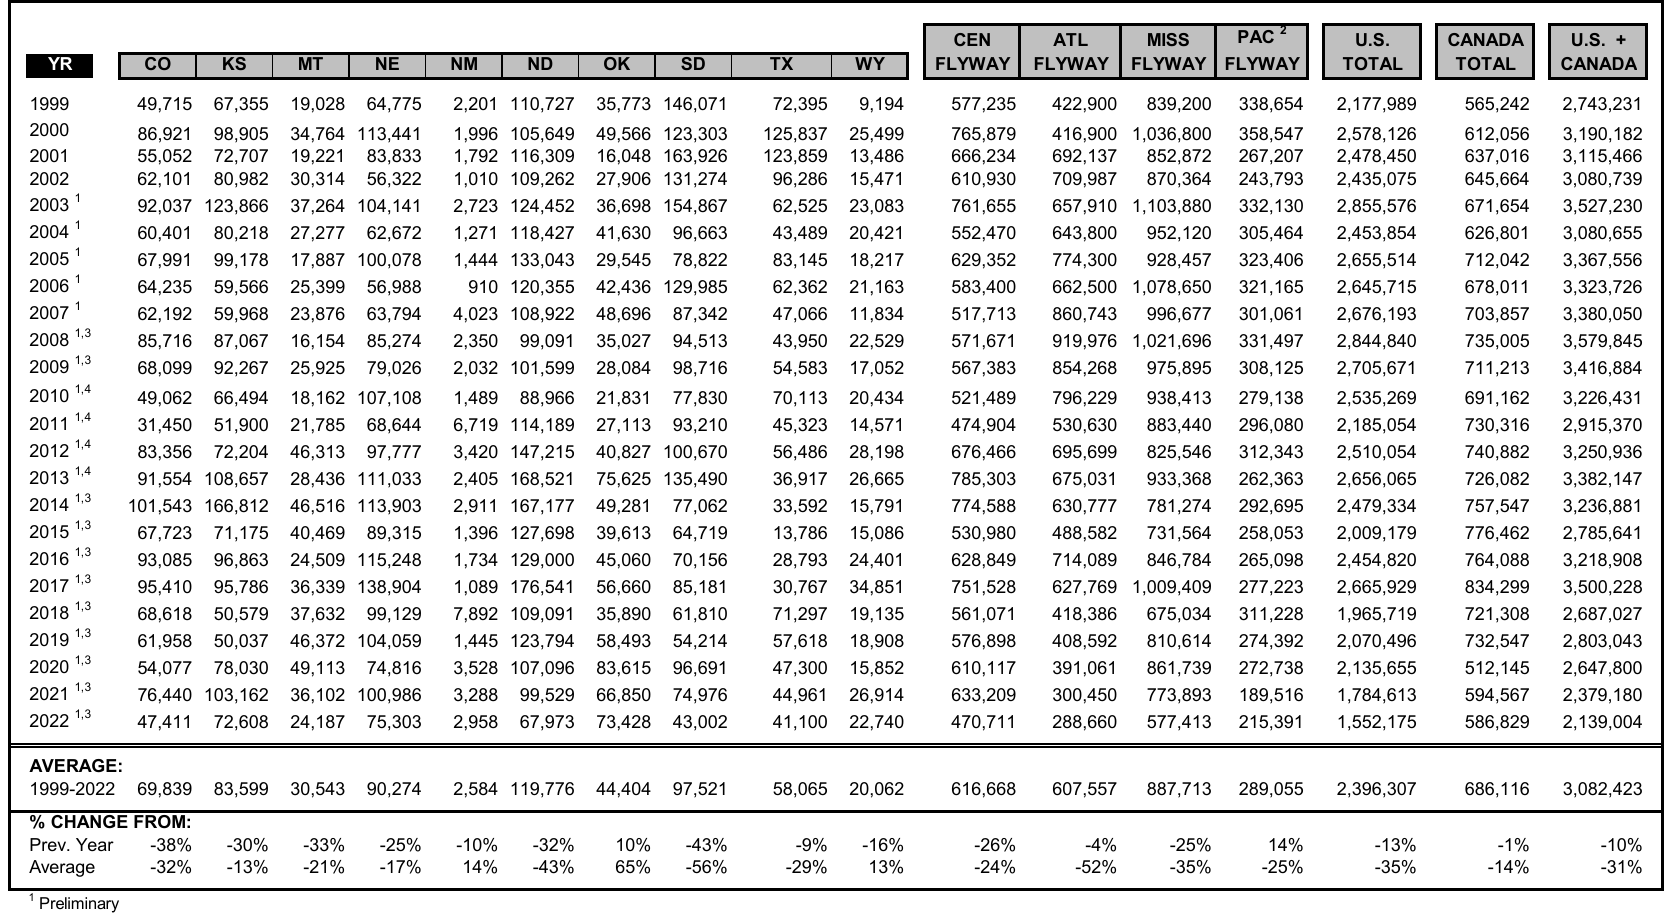 CEN ATL MISS PAC 2 U.S. CANADA U.S. +
YR CO KS MT NE NM ND OK SD TX WY FLYWAY FLYWAY FLYWAY FLYWAY TOTAL TOTAL CANADA
1999 49,715 67,355 19,028 64,775 2,201 110,727 35,773 146,071 72,395 9,194 577,235 422,900 839,200 338,654 2,177,989 565,242 2,743,231
2000 86,921 98,905 34,764 113,441 1,996 105,649 49,566 123,303 125,837 25,499 765,879 416,900 1,036,800 358,547 2,578,126 612,056 3,190,182
2001 55,052 72,707 19,221 83,833 1,792 116,309 16,048 163,926 123,859 13,486 666,234 692,137 852,872 267,207 2,478,450 637,016 3,115,466
2002 62,101 80,982 30,314 56,322 1,010 109,262 27,906 131,274 96,286 15,471 610,930 709,987 870,364 243,793 2,435,075 645,664 3,080,739
2003 1 92,037 123,866 37,264 104,141 2,723 124,452 36,698 154,867 62,525 23,083 761,655 657,910 1,103,880 332,130 2,855,576 671,654 3,527,230
2004 1 60,401 80,218 27,277 62,672 1,271 118,427 41,630 96,663 43,489 20,421 552,470 643,800 952,120 305,464 2,453,854 626,801 3,080,655
2005 1 67,991 99,178 17,887 100,078 1,444 133,043 29,545 78,822 83,145 18,217 629,352 774,300 928,457 323,406 2,655,514 712,042 3,367,556
2006 1 64,235 59,566 25,399 56,988 910 120,355 42,436 129,985 62,362 21,163 583,400 662,500 1,078,650 321,165 2,645,715 678,011 3,323,726
2007 1 62,192 59,968 23,876 63,794 4,023 108,922 48,696 87,342 47,066 11,834 517,713 860,743 996,677 301,061 2,676,193 703,857 3,380,050
2008 1,3 85,716 87,067 16,154 85,274 2,350 99,091 35,027 94,513 43,950 22,529 571,671 919,976 1,021,696 331,497 2,844,840 735,005 3,579,845
2009 1,3 68,099 92,267 25,925 79,026 2,032 101,599 28,084 98,716 54,583 17,052 567,383 854,268 975,895 308,125 2,705,671 711,213 3,416,884
2010 1,4 49,062 66,494 18,162 107,108 1,489 88,966 21,831 77,830 70,113 20,434 521,489 796,229 938,413 279,138 2,535,269 691,162 3,226,431
2011 1,4 31,450 51,900 21,785 68,644 6,719 114,189 27,113 93,210 45,323 14,571 474,904 530,630 883,440 296,080 2,185,054 730,316 2,915,370
2012 1,4 83,356 72,204 46,313 97,777 3,420 147,215 40,827 100,670 56,486 28,198 676,466 695,699 825,546 312,343 2,510,054 740,882 3,250,936
2013 1,4 91,554 108,657 28,436 111,033 2,405 168,521 75,625 135,490 36,917 26,665 785,303 675,031 933,368 262,363 2,656,065 726,082 3,382,147
2014 1,3 101,543 166,812 46,516 113,903 2,911 167,177 49,281 77,062 33,592 15,791 774,588 630,777 781,274 292,695 2,479,334 757,547 3,236,881
2015 1,3 67,723 71,175 40,469 89,315 1,396 127,698 39,613 64,719 13,786 15,086 530,980 488,582 731,564 258,053 2,009,179 776,462 2,785,641
2016 1,3 93,085 96,863 24,509 115,248 1,734 129,000 45,060 70,156 28,793 24,401 628,849 714,089 846,784 265,098 2,454,820 764,088 3,218,908
2017 1,3 95,410 95,786 36,339 138,904 1,089 176,541 56,660 85,181 30,767 34,851 751,528 627,769 1,009,409 277,223 2,665,929 834,299 3,500,228
2018 1,3 68,618 50,579 37,632 99,129 7,892 109,091 35,890 61,810 71,297 19,135 561,071 418,386 675,034 311,228 1,965,719 721,308 2,687,027
2019 1,3 61,958 50,037 46,372 104,059 1,445 123,794 58,493 54,214 57,618 18,908 576,898 408,592 810,614 274,392 2,070,496 732,547 2,803,043
2020 1,3 54,077 78,030 49,113 74,816 3,528 107,096 83,615 96,691 47,300 15,852 610,117 391,061 861,739 272,738 2,135,655 512,145 2,647,800
2021 1,3 76,440 103,162 36,102 100,986 3,288 99,529 66,850 74,976 44,961 26,914 633,209 300,450 773,893 189,516 1,784,613 594,567 2,379,180
2022 1,3 47,411 72,608 24,187 75,303 2,958 67,973 73,428 43,002 41,100 22,740 470,711 288,660 577,413 215,391 1,552,175 586,829 2,139,004
AVERAGE:
1999-2022 69,839 83,599 30,543 90,274 2,584 119,776 44,404 97,521 58,065 20,062 616,668 607,557 887,713 289,055 2,396,307 686,116 3,082,423
% CHANGE FROM:
Prev. Year -38% -30% -33% -25% -10% -32% 10% -43% -9% -16% -26% -4% -25% 14% -13% -1% -10%
Average -32% -13% -21% -17% 14% -43% 65% -56% -29% 13% -24% -52% -35% -25% -35% -14% -31%
1 Preliminary